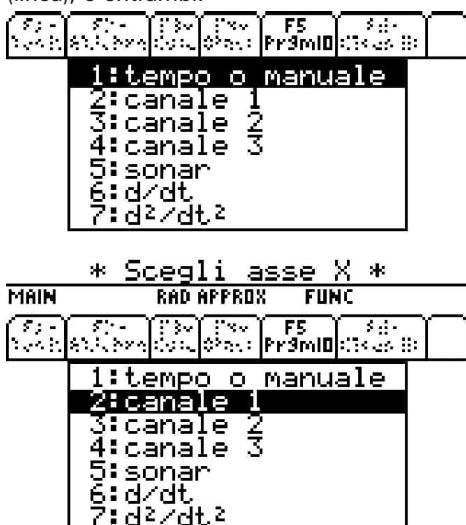 (linea), o entrambi.
F5
Pr9mIO
1:tempo o manuale
2:canale 1
3:canale 2
4:canale 3
5:sonar
6:d/dt
7:d²/dt²
* Scegli asse X *
MAIN RAD APPROX FUNC
F5
Pr9mIO
1:tempo o manuale
2:canale 1
3:canale 2
4:canale 3
5:sonar
6:d/dt
7:d²/dt²